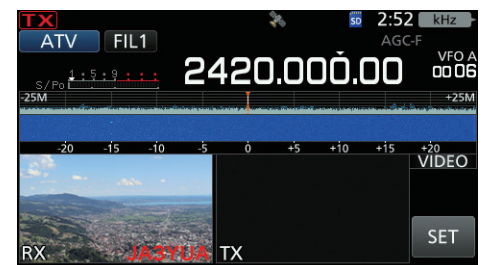 TX SD 2:52 kHz
ATV FIL1 AGC-F
2420.000.00 VFO A
00 06
S/Po 1 · 5 · 9
-25M +25M
-20 -15 -10 -5 0 +5 +10 +15 +20
VIDEO
RX JA3YUA TX SET